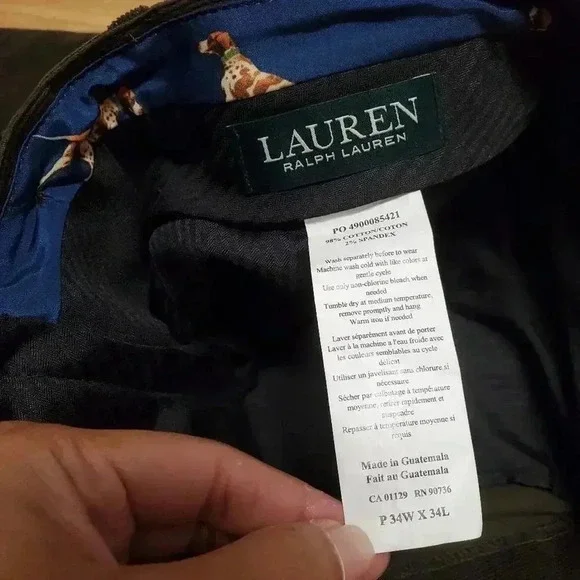 LAUREN
RALPH LAUREN
PO 4900085421
98% COTTON/COTTON
2% SPANDEX
Wash separately before to wear
Machine wash cold with like colors at
gentle cycle
Use only non-chlorine bleach when
needed
Tumble dry at medium temperature,
remove promptly and hang
Warm iron if needed
Laver séparément avant de porter
Laver à la machine a l'eau froide avec
les couleurs semblables au cycle
délicat
Utiliser un javelisant sans chlorure si
nécessaire
Sécher par culbutage à température
moyenne, retirer rapidement et
suspendre
Repasser à température moyenne si
requis
Made in Guatemala
Fait au Guatemala
CA 01129 RN 90736
P 34W X 34L